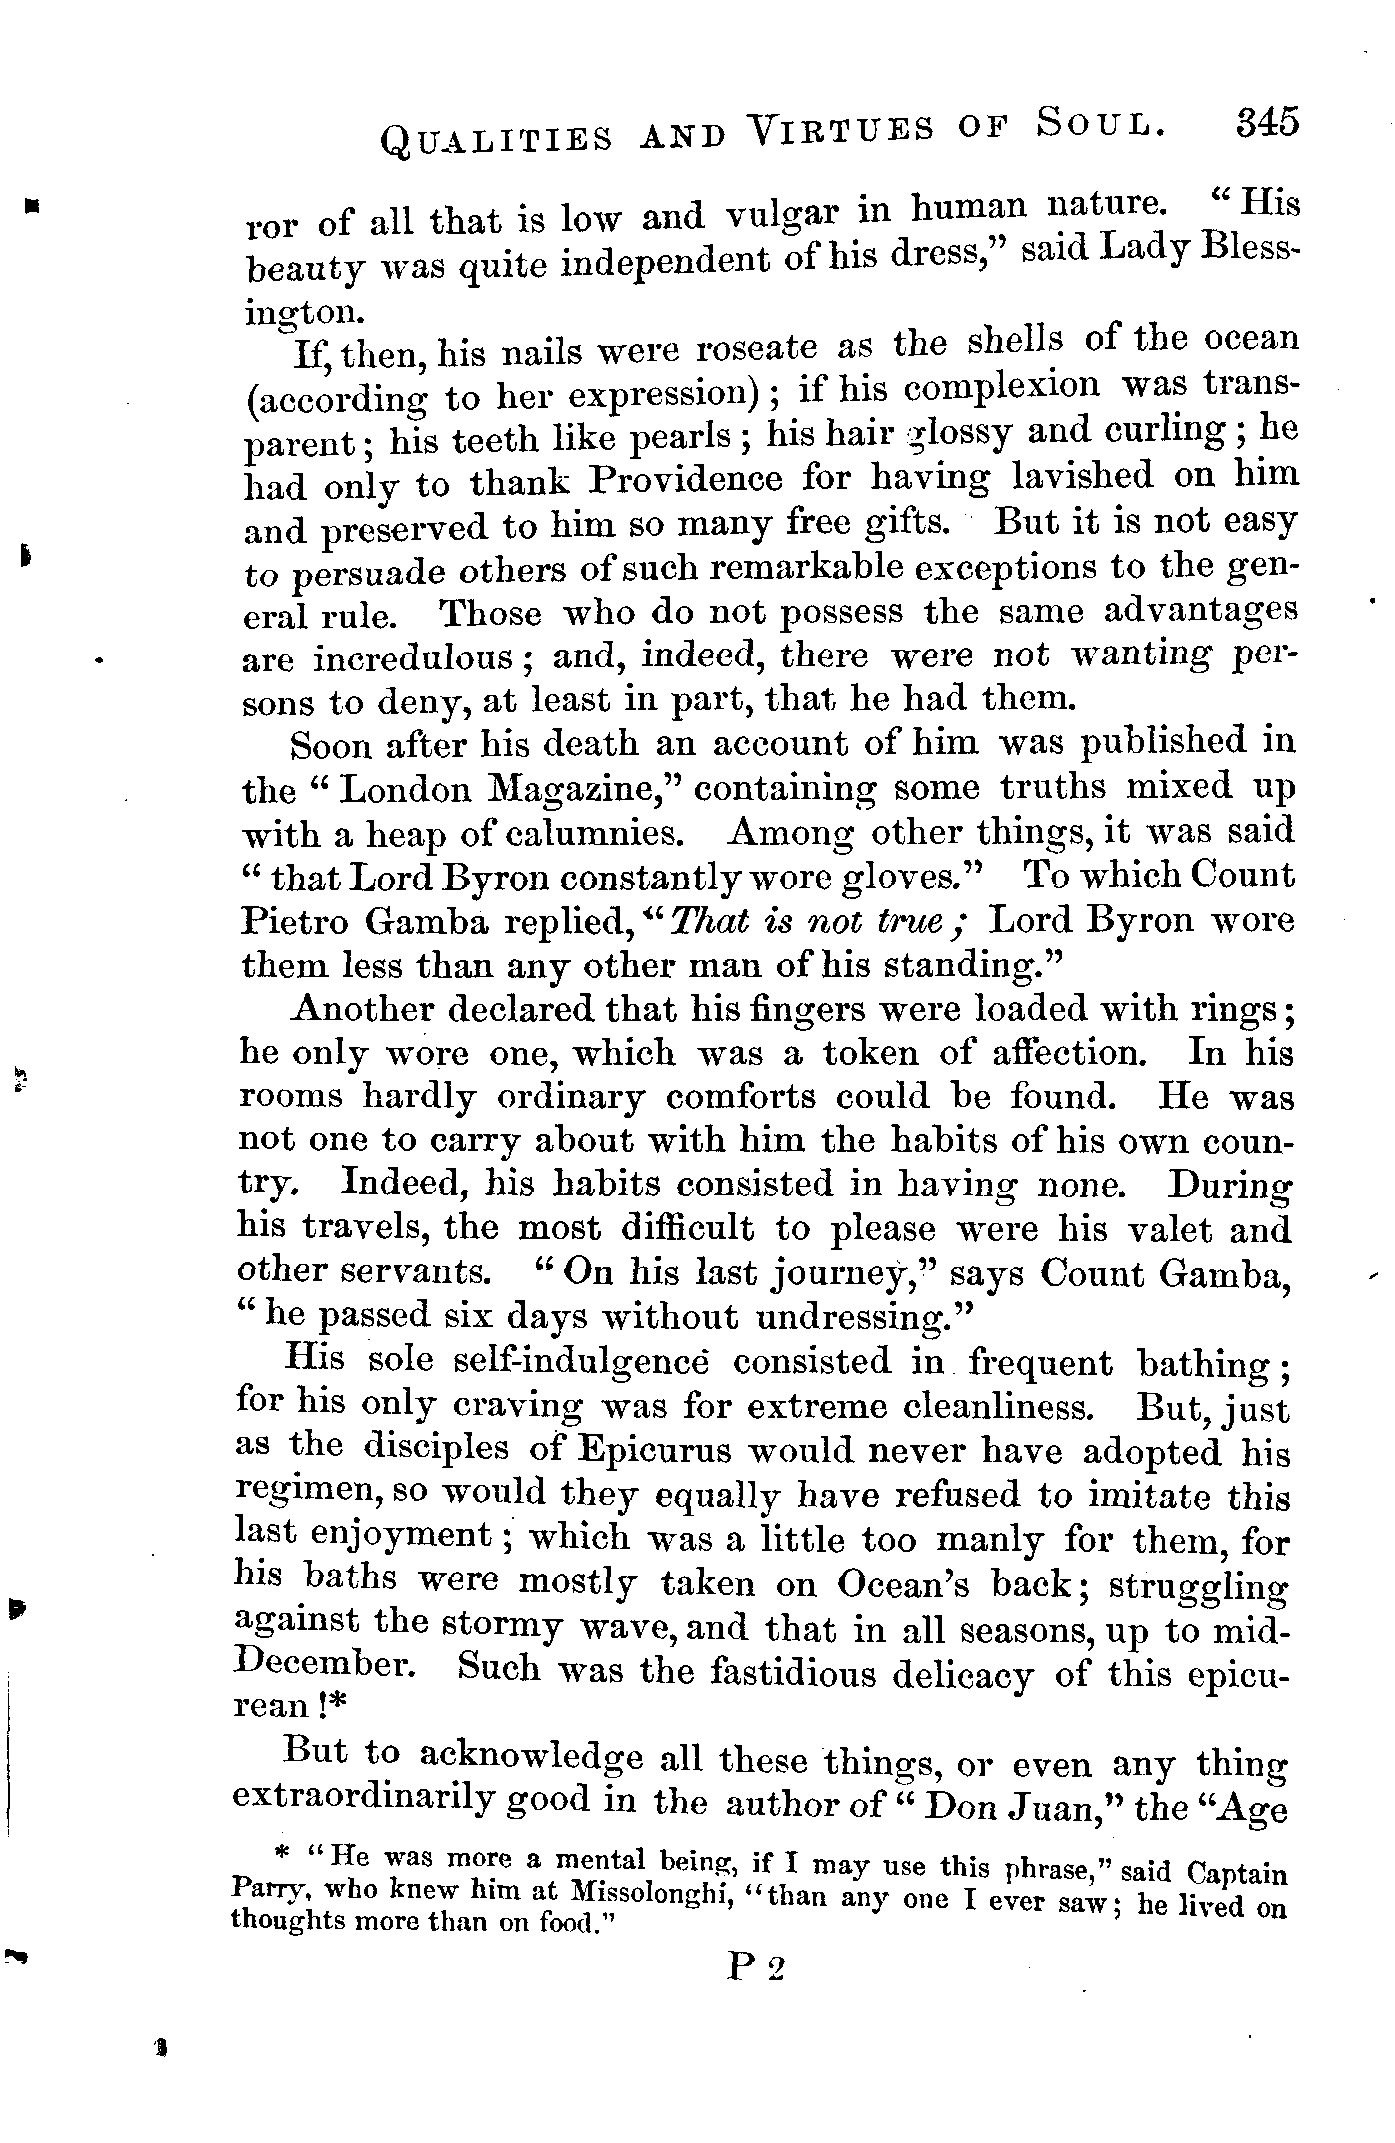 QUALITIES AND VIRTUES OF SOUL. 345
ror of all that is low and vulgar in human nature. “ His
beauty was quite independent of his dress,” said Lady Bless-
ington.
If, then, his nails were roseate as the shells of the ocean
(according to her expression) ; if his complexion was trans-
parent ; his teeth like pearls ; his hair glossy and curling ; he
had only to thank Providence for having lavished on him
and preserved to him so many free gifts. But it is not easy
to persuade others of such remarkable exceptions to the gen-
eral rule. Those who do not possess the same advantages
are incredulous ; and, indeed, there were not wanting per-
sons to deny, at least in part, that he had them.
Soon after his death an account of him was published in
the “ London Magazine,” containing some truths mixed up
with a heap of calumnies. Among other things, it was said
“ that Lord Byron constantly wore gloves.” To which Count
Pietro Gamba replied, “ That is not true ; Lord Byron wore
them less than any other man of his standing.”
Another declared that his fingers were loaded with rings ;
he only wore one, which was a token of affection. In his
rooms hardly ordinary comforts could be found. He was
not one to carry about with him the habits of his own coun-
try. Indeed, his habits consisted in having none. During
his travels, the most difficult to please were his valet and
other servants. “ On his last journey,” says Count Gamba,
“ he passed six days without undressing.”
His sole self-indulgence consisted in frequent bathing ;
for his only craving was for extreme cleanliness. But, just
as the disciples of Epicurus would never have adopted his
regimen, so would they equally have refused to imitate this
last enjoyment ; which was a little too manly for them, for
his baths were mostly taken on Ocean’s back ; struggling
against the stormy wave, and that in all seasons, up to mid-
December. Such was the fastidious delicacy of this epicu-
rean !*
But to acknowledge all these things, or even any thing
extraordinarily good in the author of “ Don Juan,” the “Age
* “He was more a mental being, if I may use this phrase,” said Captain
Parry, who knew him at Missolonghi, “than any one I ever saw ; he lived on
thoughts more than on food.”
P 2